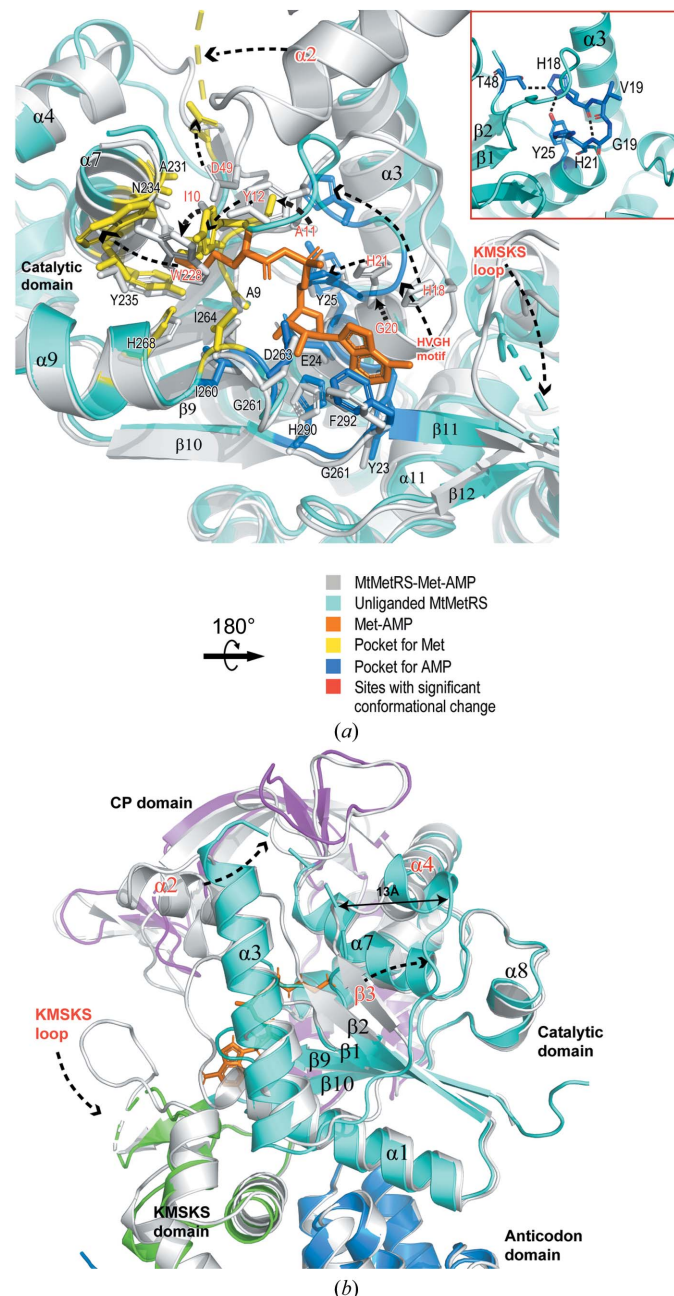 α2
α4
α7
A231
N234
D49
I10
Y12
α3
A11
Catalytic
domain
W228
H21
Y25
H18
Y235
A9
G20
I264
HVGH
motif
α9
H268
D263
E24
β9
I260
G261
F292
β11
β10
H290
G261
Y23
α11
β12
α3
T48
H18
V19
β2
β1
Y25
H21
G19
KMSKS
loop
MtMetRS-Met-AMP
Unliganded MtMetRS
Met-AMP
Pocket for Met
Pocket for AMP
Sites with significant
conformational change
180°
(a)
CP domain
α2
α4
13Å
α3
α7
α8
β3
KMSKS
loop
β2
Catalytic
domain
β1
β9
β10
α1
KMSKS
domain
Anticodon
domain
(b)